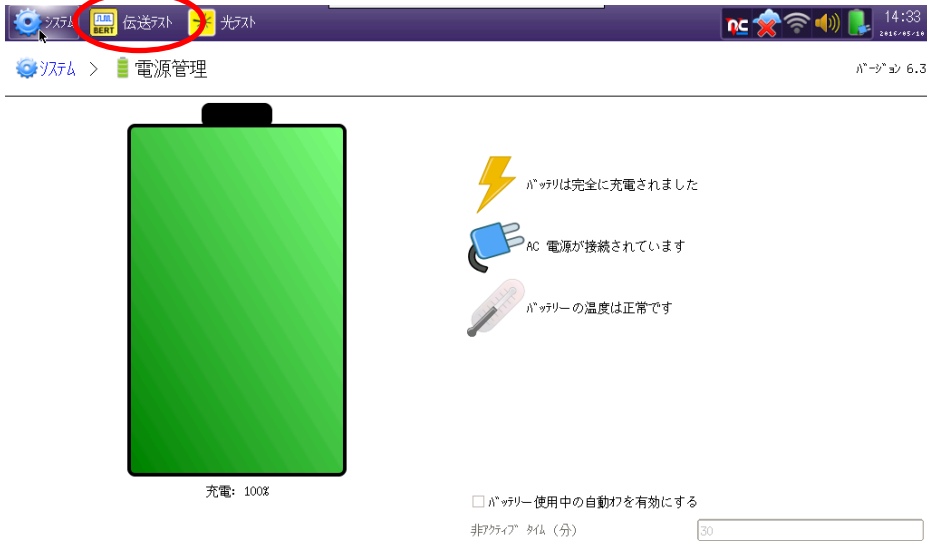 システム BERT 伝送テスト 光テスト nc 14:33
2016/05/10
システム > 電源管理 バージョン 6.3
バッテリは完全に充電されました
AC 電源が接続されています
バッテリーの温度は正常です
充電: 100%
バッテリー使用中の自動オフを有効にする
非アクティブ タイム (分) 30